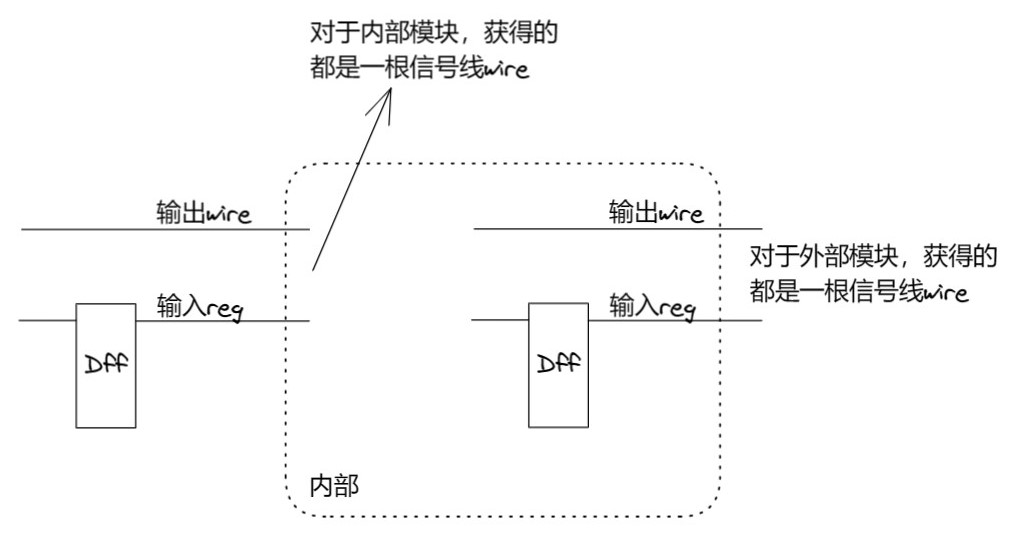 对于内部模块，获得的
都是一根信号线wire
输出wire
输出wire
对于外部模块，获得的
都是一根信号线wire
输入reg
输入reg
Dff
Dff
内部